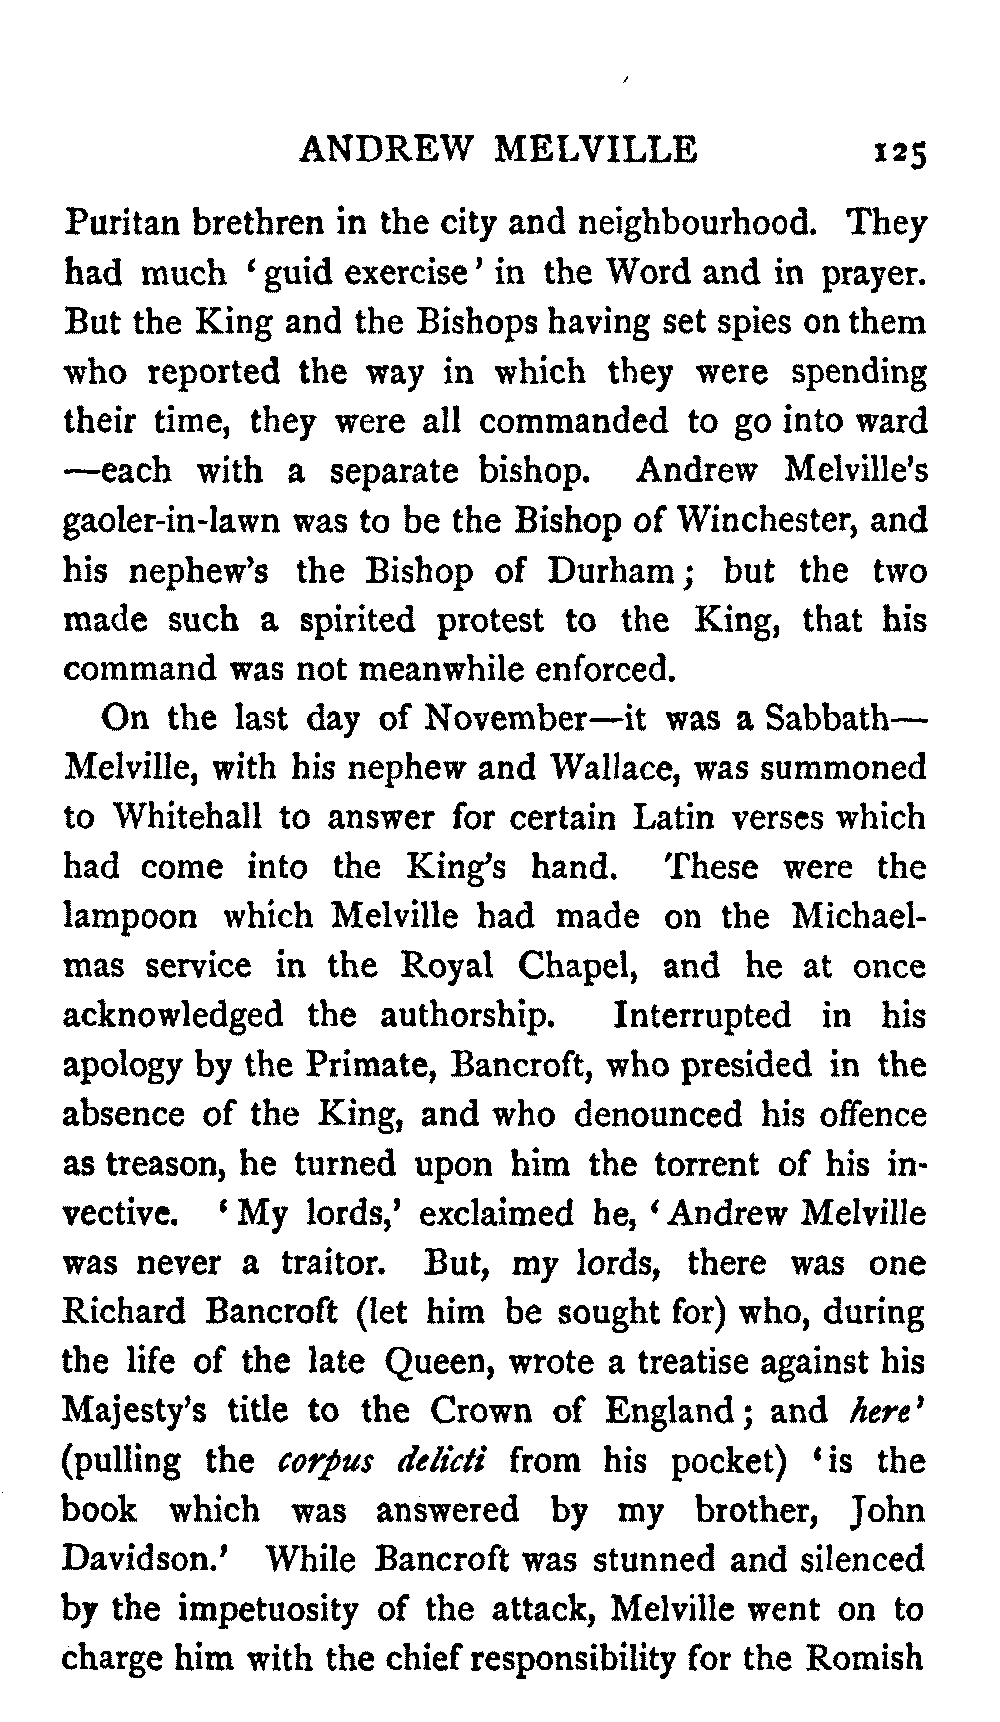 ANDREW MELVILLE 125
Puritan brethren in the city and neighbourhood. They
had much ‘guid exercise’ in the Word and in prayer.
But the King and the Bishops having set spies on them
who reported the way in which they were spending
their time, they were all commanded to go into ward
—each with a separate bishop. Andrew Melville’s
gaoler-in-lawn was to be the Bishop of Winchester, and
his nephew’s the Bishop of Durham; but the two
made such a spirited protest to the King, that his
command was not meanwhile enforced.
On the last day of November—it was a Sabbath—
Melville, with his nephew and Wallace, was summoned
to Whitehall to answer for certain Latin verses which
had come into the King’s hand. These were the
lampoon which Melville had made on the Michael-
mas service in the Royal Chapel, and he at once
acknowledged the authorship. Interrupted in his
apology by the Primate, Bancroft, who presided in the
absence of the King, and who denounced his offence
as treason, he turned upon him the torrent of his in-
vective. ‘My lords,’ exclaimed he, ‘Andrew Melville
was never a traitor. But, my lords, there was one
Richard Bancroft (let him be sought for) who, during
the life of the late Queen, wrote a treatise against his
Majesty’s title to the Crown of England; and here’
(pulling the corpus delicti from his pocket) ‘is the
book which was answered by my brother, John
Davidson.’ While Bancroft was stunned and silenced
by the impetuosity of the attack, Melville went on to
charge him with the chief responsibility for the Romish